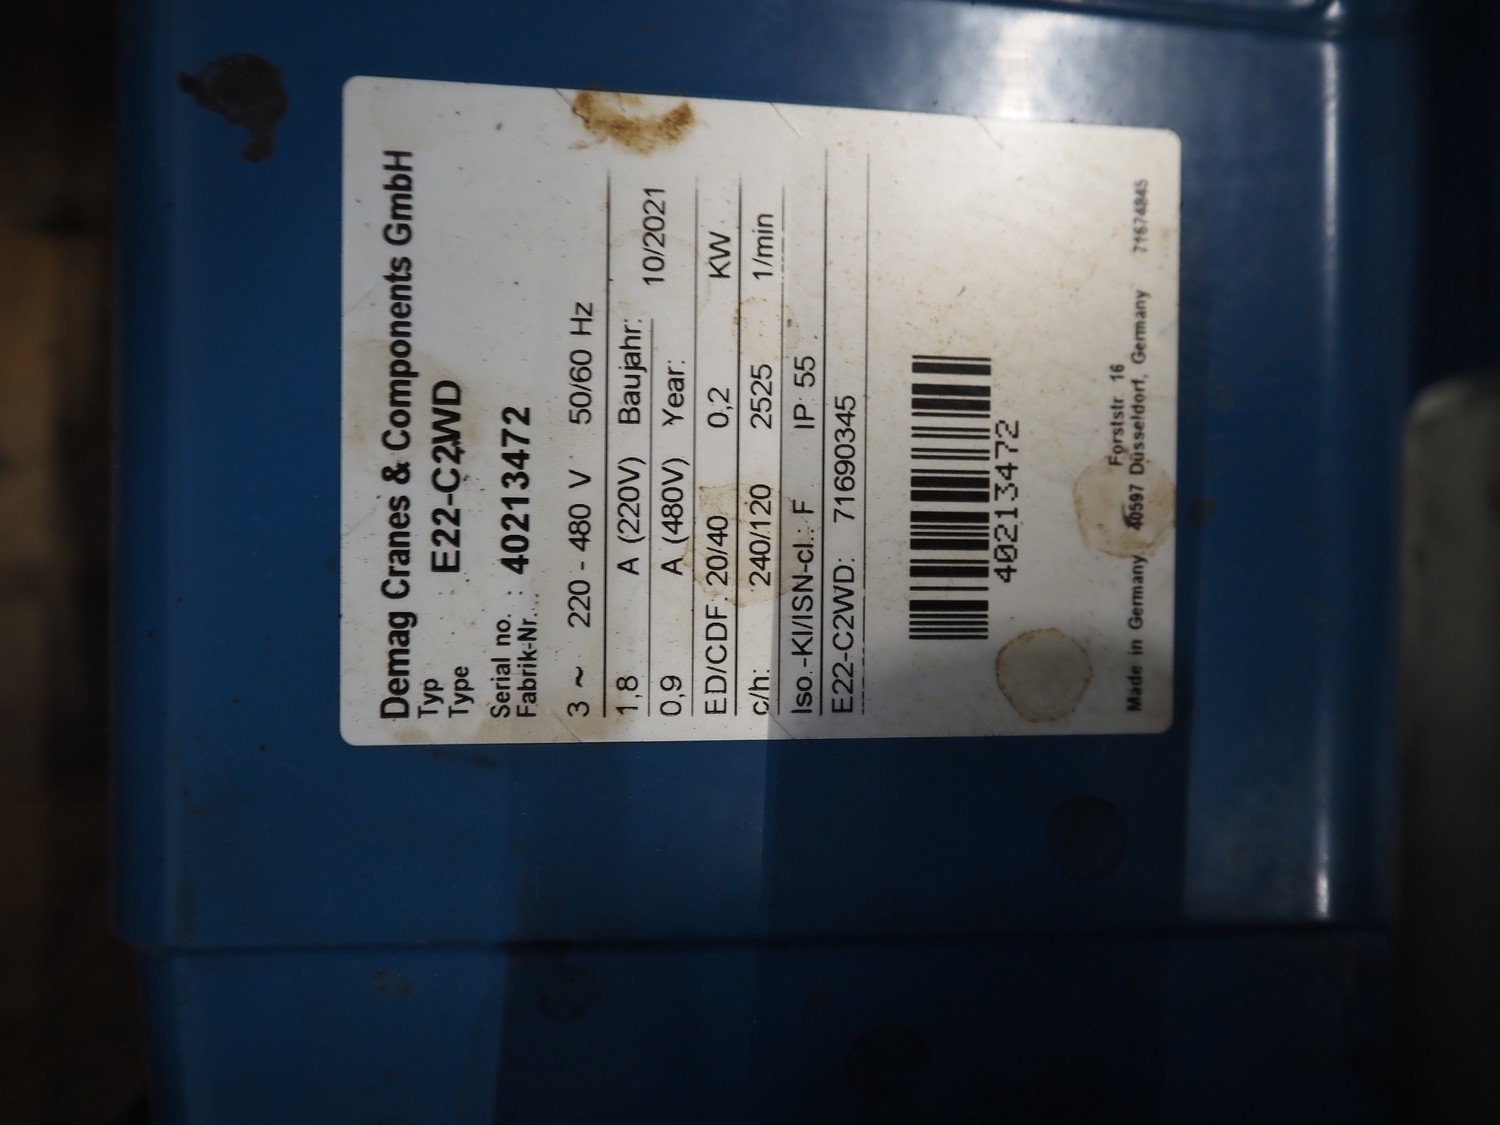 Demag Cranes & Components GmbH
Typ
Type E22-C2WD
Serial no.
Fabrik-Nr. : 40213472
3 ~ 220 - 480 V 50/60 Hz
1,8 A (220V) Baujahr:
0,9 A (480V) Year: 10/2021
ED/CDF: 20/40 0,2 KW
c/h: 240/120 2525 1/min
Iso.-Kl/ISN-cl.: F IP 55
E22-C2WD: 71690345
40213472
Forststr 16
Made in Germany 40597 Düsseldorf, Germany 71674845